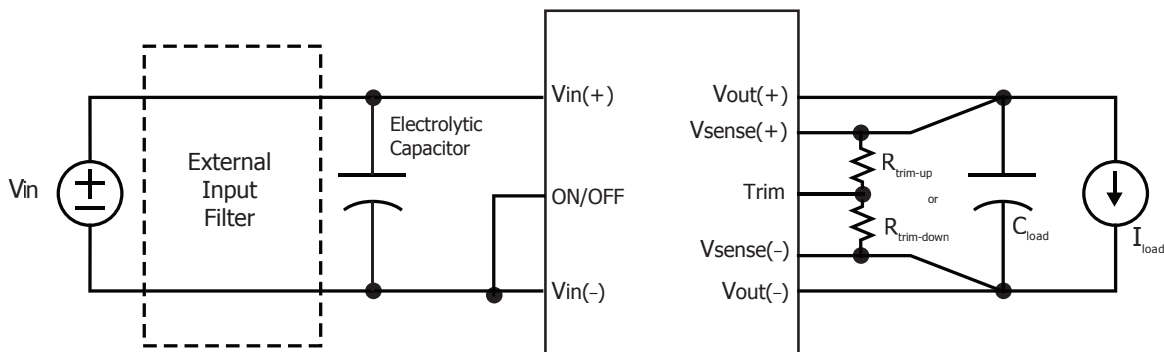 Vin
External
Input
Filter
Electrolytic
Capacitor
Vin(+)
ON/OFF
Vin(−)
Vout(+)
Vsense(+)
Trim
Vsense(−)
Vout(−)
Rtrim-up
or
Rtrim-down
Cload
Iload